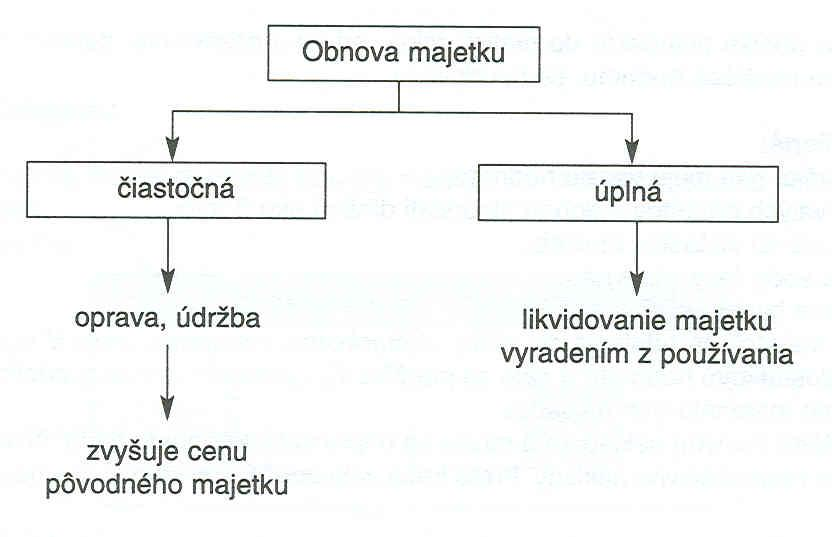 Obnova majetku
čiastočná
úplná
oprava, údržba
likvidovanie majetku
vyradením z používania
zvyšuje cenu
pôvodného majetku